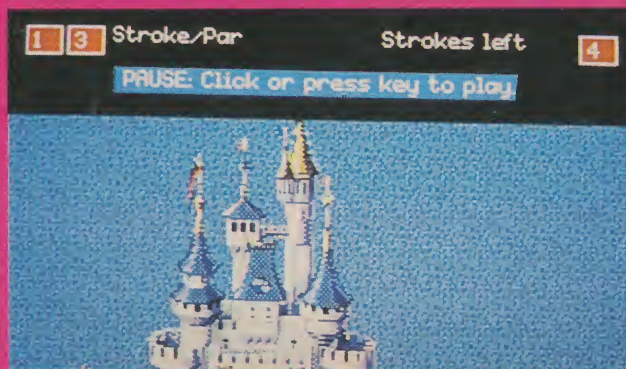 1 3 Stroke/Par Strokes left 4
PAUSE: Click or press key to play.